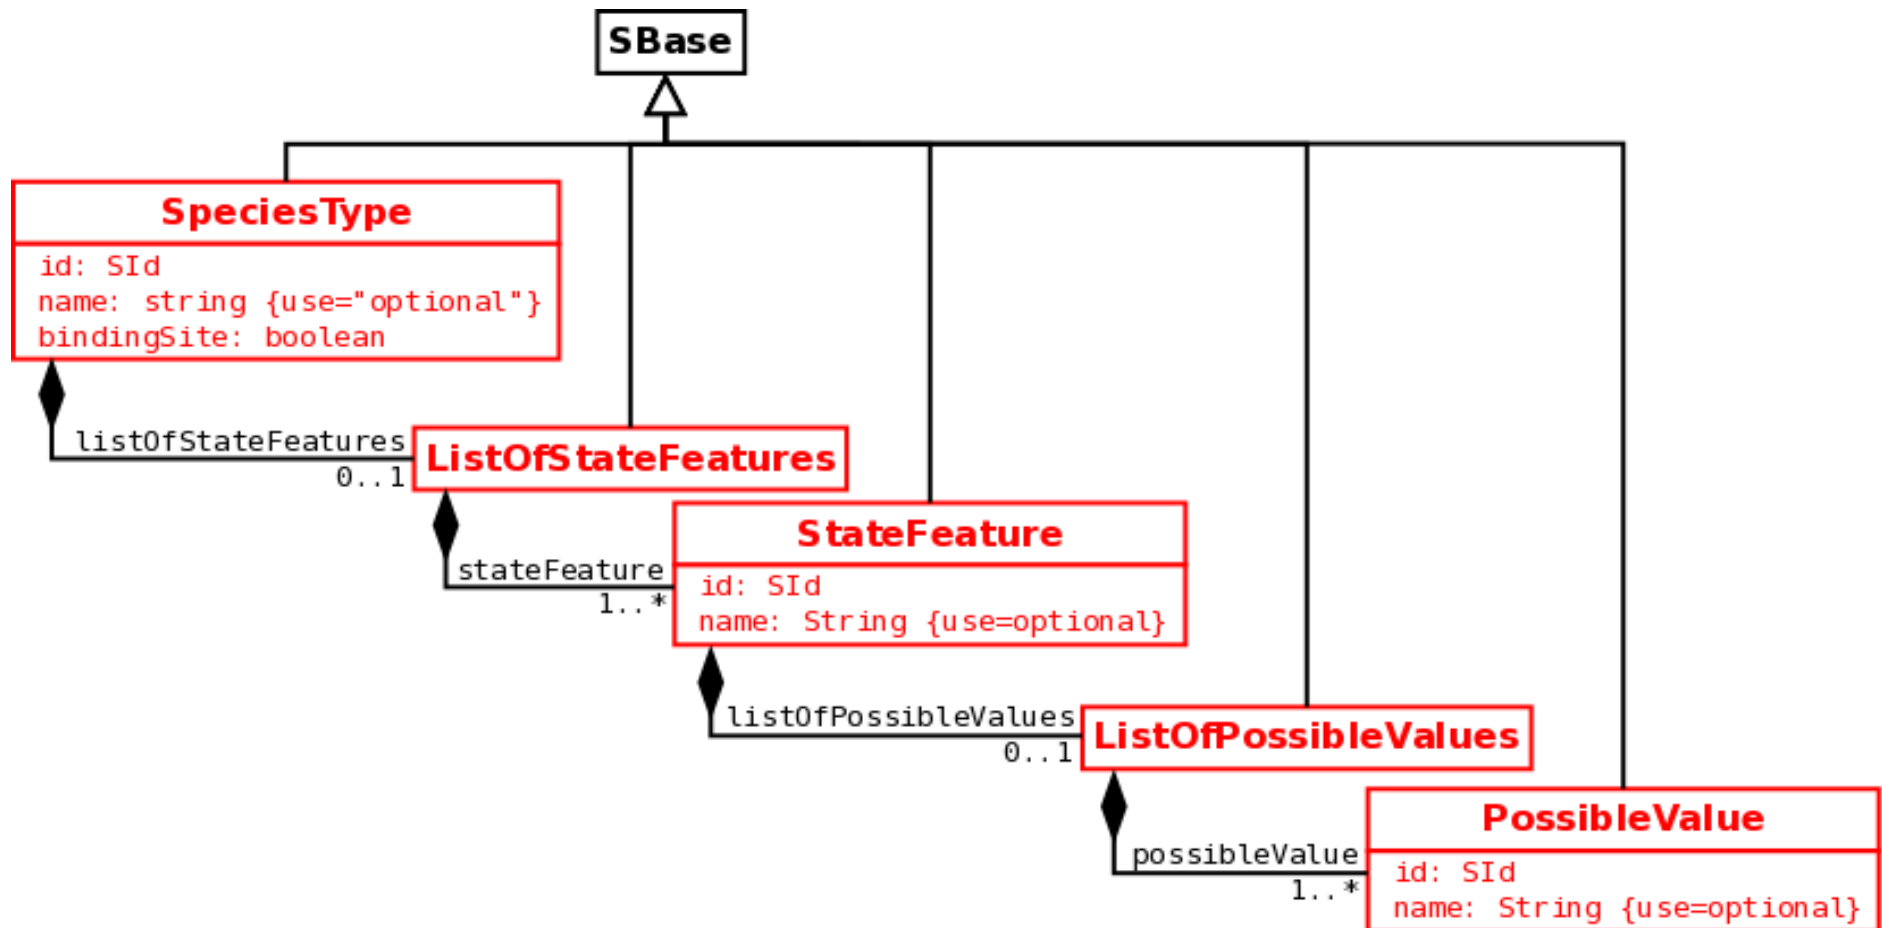 SBase
SpeciesType
id: SId
name: string {use="optional"}
bindingSite: boolean
listOfStateFeatures
0..1
ListOfStateFeatures
stateFeature
1..*
StateFeature
id: SId
name: String {use=optional}
listOfPossibleValues
0..1
ListOfPossibleValues
possibleValue
1..*
PossibleValue
id: SId
name: String {use=optional}